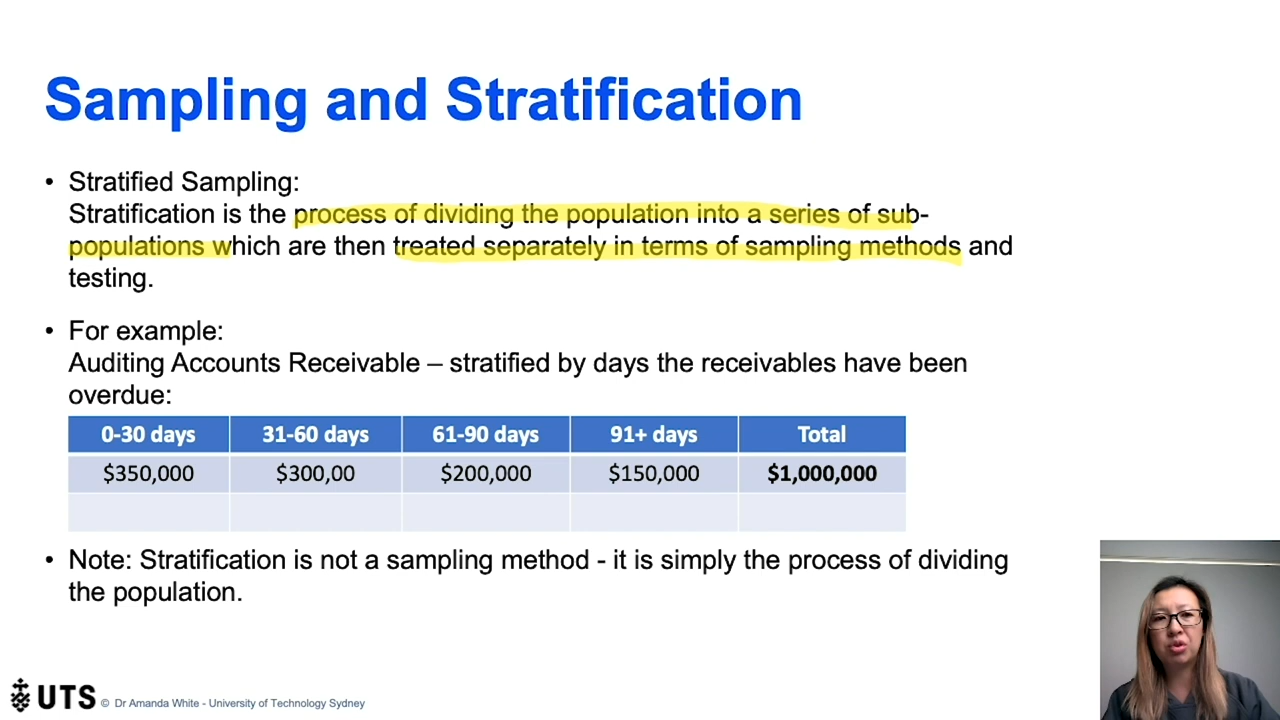 Sampling and Stratification
• Stratified Sampling:
Stratification is the process of dividing the population into a series of sub-
populations which are then treated separately in terms of sampling methods and
testing.
• For example:
Auditing Accounts Receivable – stratified by days the receivables have been
overdue:
0-30 days 31-60 days 61-90 days 91+ days Total
$350,000 $300,00 $200,000 $150,000 $1,000,000
• Note: Stratification is not a sampling method - it is simply the process of dividing
the population.
UTS © Dr Amanda White - University of Technology Sydney